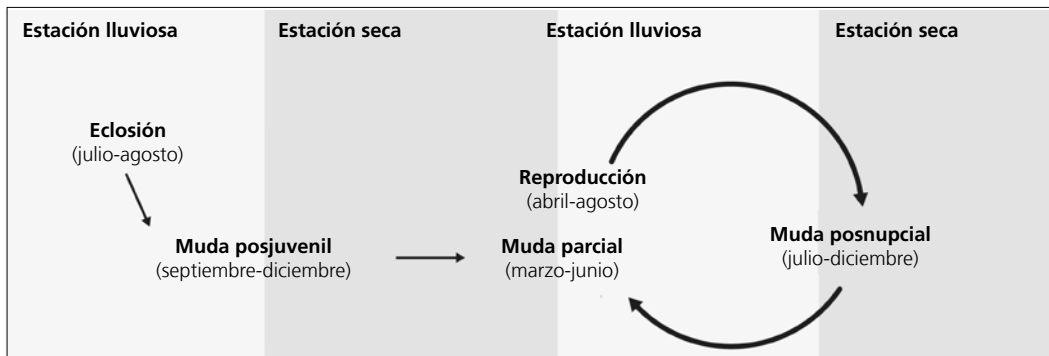 Estación lluviosa
Estación seca
Estación lluviosa
Estación seca
Eclosión
(julio-agosto)
Reproducción
(abril-agosto)
Muda posjuvenil
(septiembre-diciembre)
Muda parcial
(marzo-junio)
Muda posnupcial
(julio-diciembre)